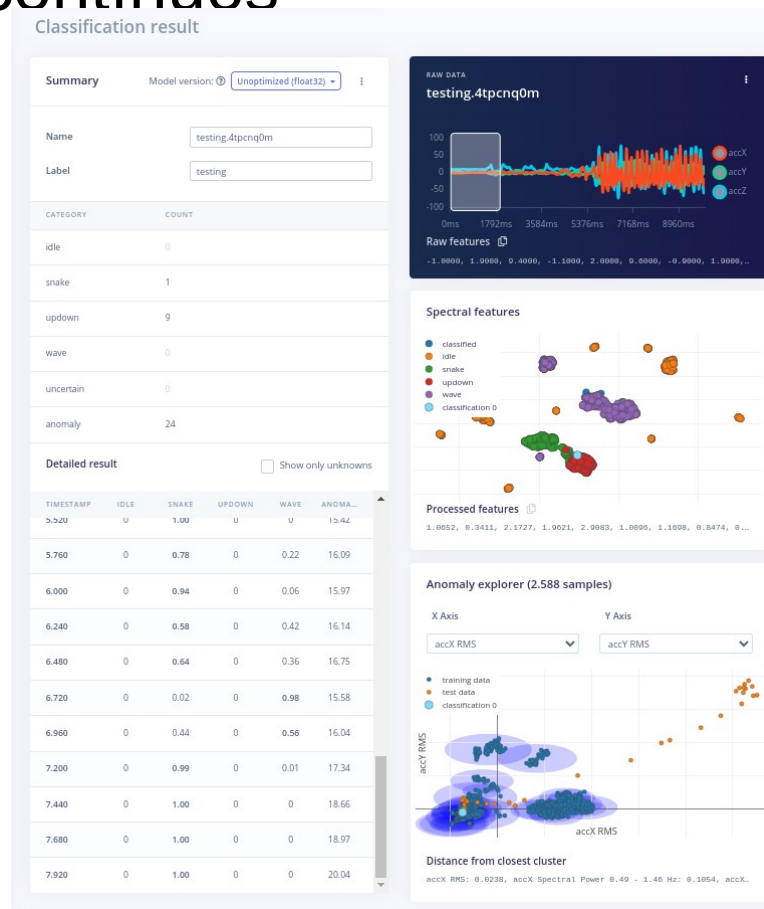 continuos
Classification result
Summary
Model version:
Unoptimized (float32)
Name
testing.4tpcnq0m
Label
testing
CATEGORY COUNT
idle 0
snake 1
updown 9
wave 0
uncertain 0
anomaly 24
Detailed result
Show only unknowns
TIMESTAMP IDLE SNAKE UPDOWN WAVE ANOMA...
5.520 0 1.00 0 0 15.42
5.760 0 0.78 0 0.22 16.09
6.000 0 0.94 0 0.06 15.97
6.240 0 0.58 0 0.42 16.14
6.480 0 0.64 0 0.36 16.75
6.720 0 0.02 0 0.98 15.58
6.960 0 0.44 0 0.56 16.04
7.200 0 0.99 0 0.01 17.34
7.440 0 1.00 0 0 18.66
7.680 0 1.00 0 0 18.97
7.920 0 1.00 0 0 20.04
RAW DATA
testing.4tpcnq0m
100
50
0
-50
-100
0ms 1792ms 3584ms 5376ms 7168ms 8960ms
accX
accY
accZ
Raw features
-1.0000, 1.9000, 9.4000, -1.1000, 2.0000, 9.6000, -0.9000, 1.9000,...
Spectral features
classified
idle
snake
updown
wave
classification 0
Processed features
1.0652, 0.3411, 2.1727, 1.9621, 2.9083, 1.0096, 1.1698, 0.8474, 0...
Anomaly explorer (2.588 samples)
X Axis Y Axis
accX RMS accY RMS
training data
test data
classification 0
accY RMS
accX RMS
Distance from closest cluster
accX RMS: 0.0238, accX Spectral Power 0.49 - 1.46 Hz: 0.1054, accX...